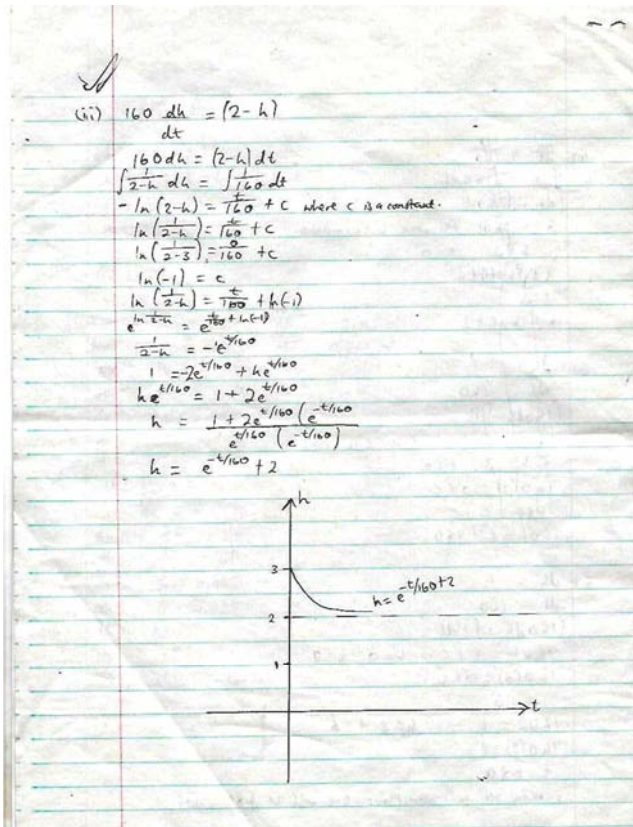 (iii) 160 dh/dt = (2-h)
160dh = (2-h)dt
∫ 1/(2-h) dh = ∫ 1/160 dt
- ln(2-h) = t/160 + c where c is a constant.
ln(1/(2-h)) = t/160 + c
ln(1/(2-3)) = 0/160 + c
ln(-1) = c
ln(1/(2-h)) = t/160 + ln(-1)
e^(ln 1/(2-h)) = e^(t/160 + ln(-1))
1/(2-h) = -e^(t/160)
1 = -2e^(t/160) + he^(t/160)
he^(t/160) = 1 + 2e^(t/160)
h = 1 + 2e^(t/160) (e^(-t/160) / e^(t/160) (e^(-t/160))
h = e^(-t/160) + 2
h
3
h = e^(-t/160) + 2
2
1
t